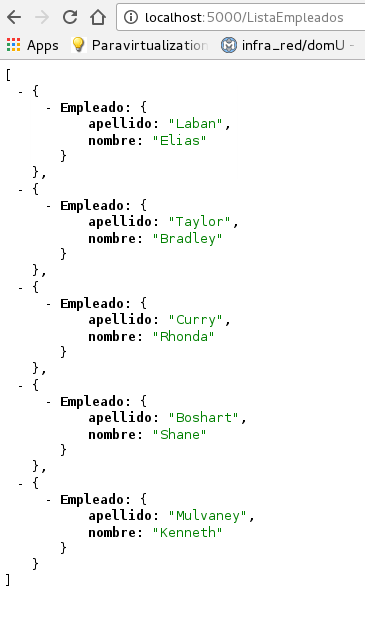 localhost:5000/ListaEmpleados
Apps Paravirtualization infra_red/domU -
[
- {
- Empleado: {
apellido: "Laban",
nombre: "Elias"
}
},
- {
- Empleado: {
apellido: "Taylor",
nombre: "Bradley"
}
},
- {
- Empleado: {
apellido: "Curry",
nombre: "Rhonda"
}
},
- {
- Empleado: {
apellido: "Boshart",
nombre: "Shane"
}
},
- {
- Empleado: {
apellido: "Mulvaney",
nombre: "Kenneth"
}
}
]